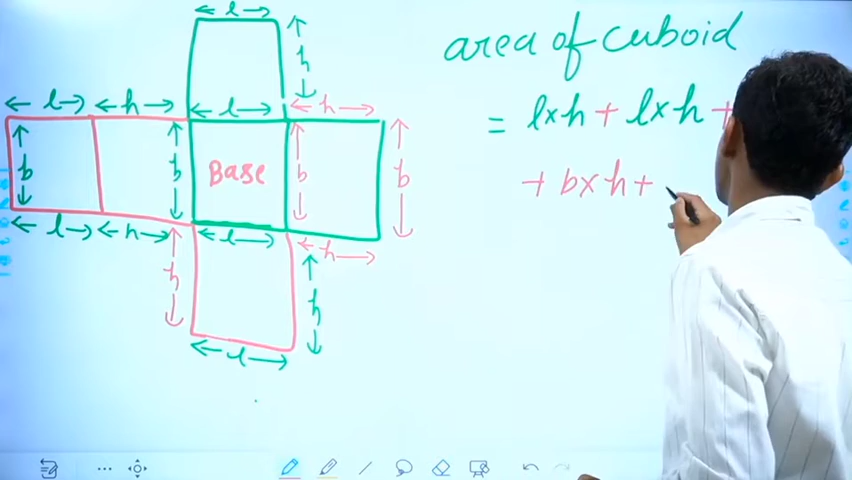 area of cuboid
= l×h + l×h +
+ b×h +
l
h
l h l h
b b Base b b
l h l h
h h
l